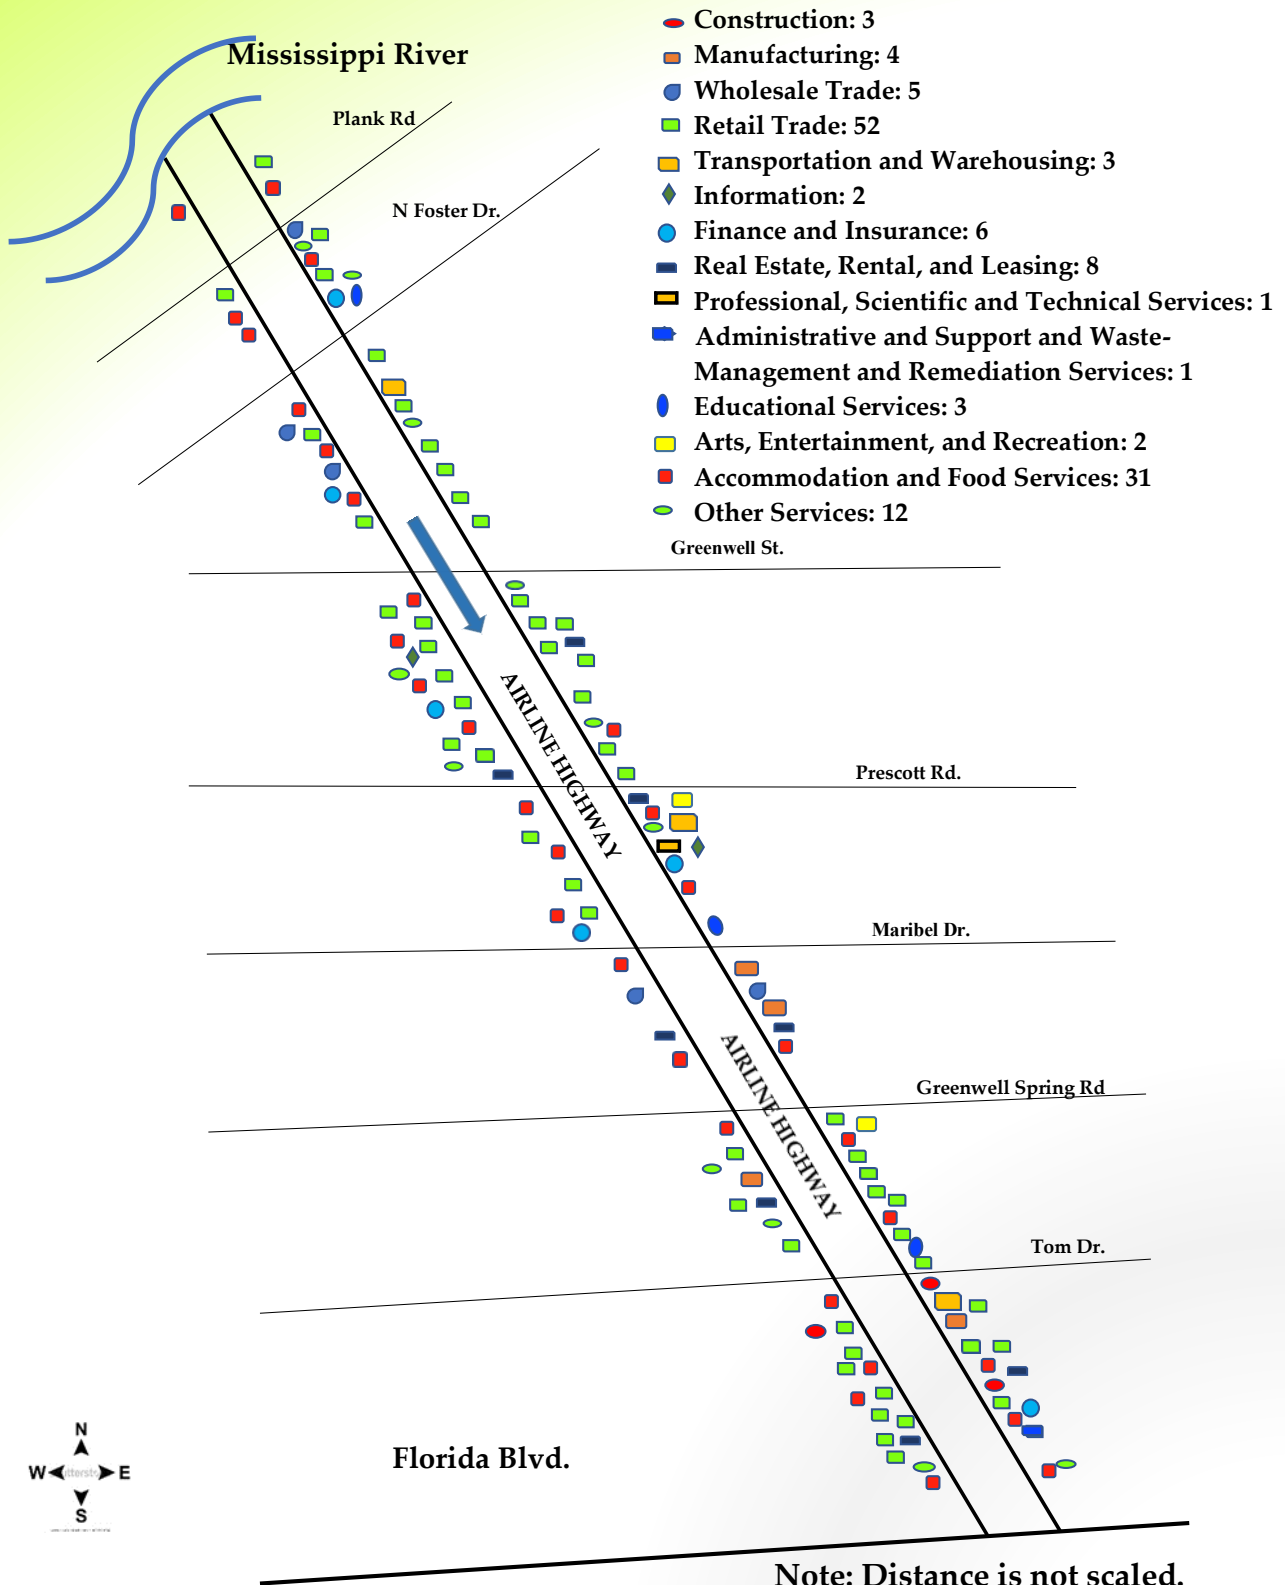 Mississippi River
Construction: 3
Manufacturing: 4
Wholesale Trade: 5
Retail Trade: 52
Transportation and Warehousing: 3
Information: 2
Finance and Insurance: 6
Real Estate, Rental, and Leasing: 8
Professional, Scientific and Technical Services: 1
Administrative and Support and Waste-
Management and Remediation Services: 1
Educational Services: 3
Arts, Entertainment, and Recreation: 2
Accommodation and Food Services: 31
Other Services: 12
Plank Rd
N Foster Dr.
Greenwell St.
AIRLINE HIGHWAY
Prescott Rd.
Maribel Dr.
AIRLINE HIGHWAY
Greenwell Spring Rd
Tom Dr.
N
W E
S
Florida Blvd.
Note: Distance is not scaled.